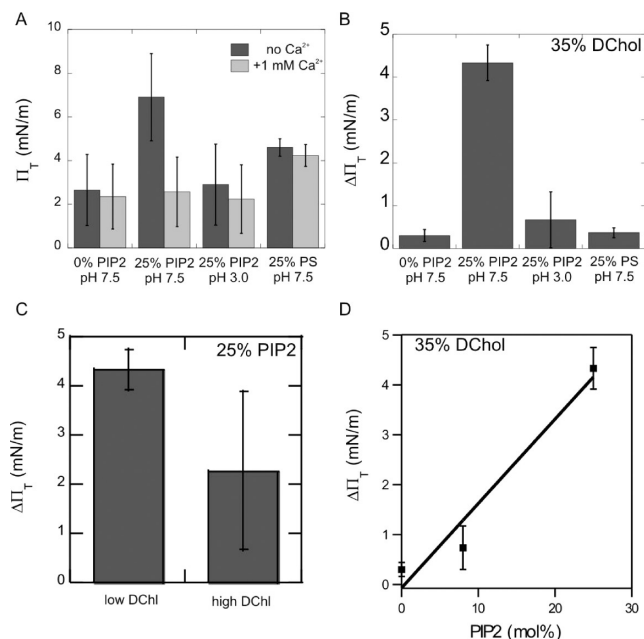 A
10
8
6
4
2
0
Π_T (mN/m)
no Ca²⁺
+1 mM Ca²⁺
0% PIP2
pH 7.5
25% PIP2
pH 7.5
25% PIP2
pH 3.0
25% PS
pH 7.5
B
35% DChol
5
4
3
2
1
0
ΔΠ_T (mN/m)
0% PIP2
pH 7.5
25% PIP2
pH 7.5
25% PIP2
pH 3.0
25% PS
pH 7.5
C
25% PIP2
5
4
3
2
1
0
ΔΠ_T (mN/m)
low DChl
high DChl
D
35% DChol
5
4
3
2
1
0
ΔΠ_T (mN/m)
0
10
20
30
PIP2 (mol%)